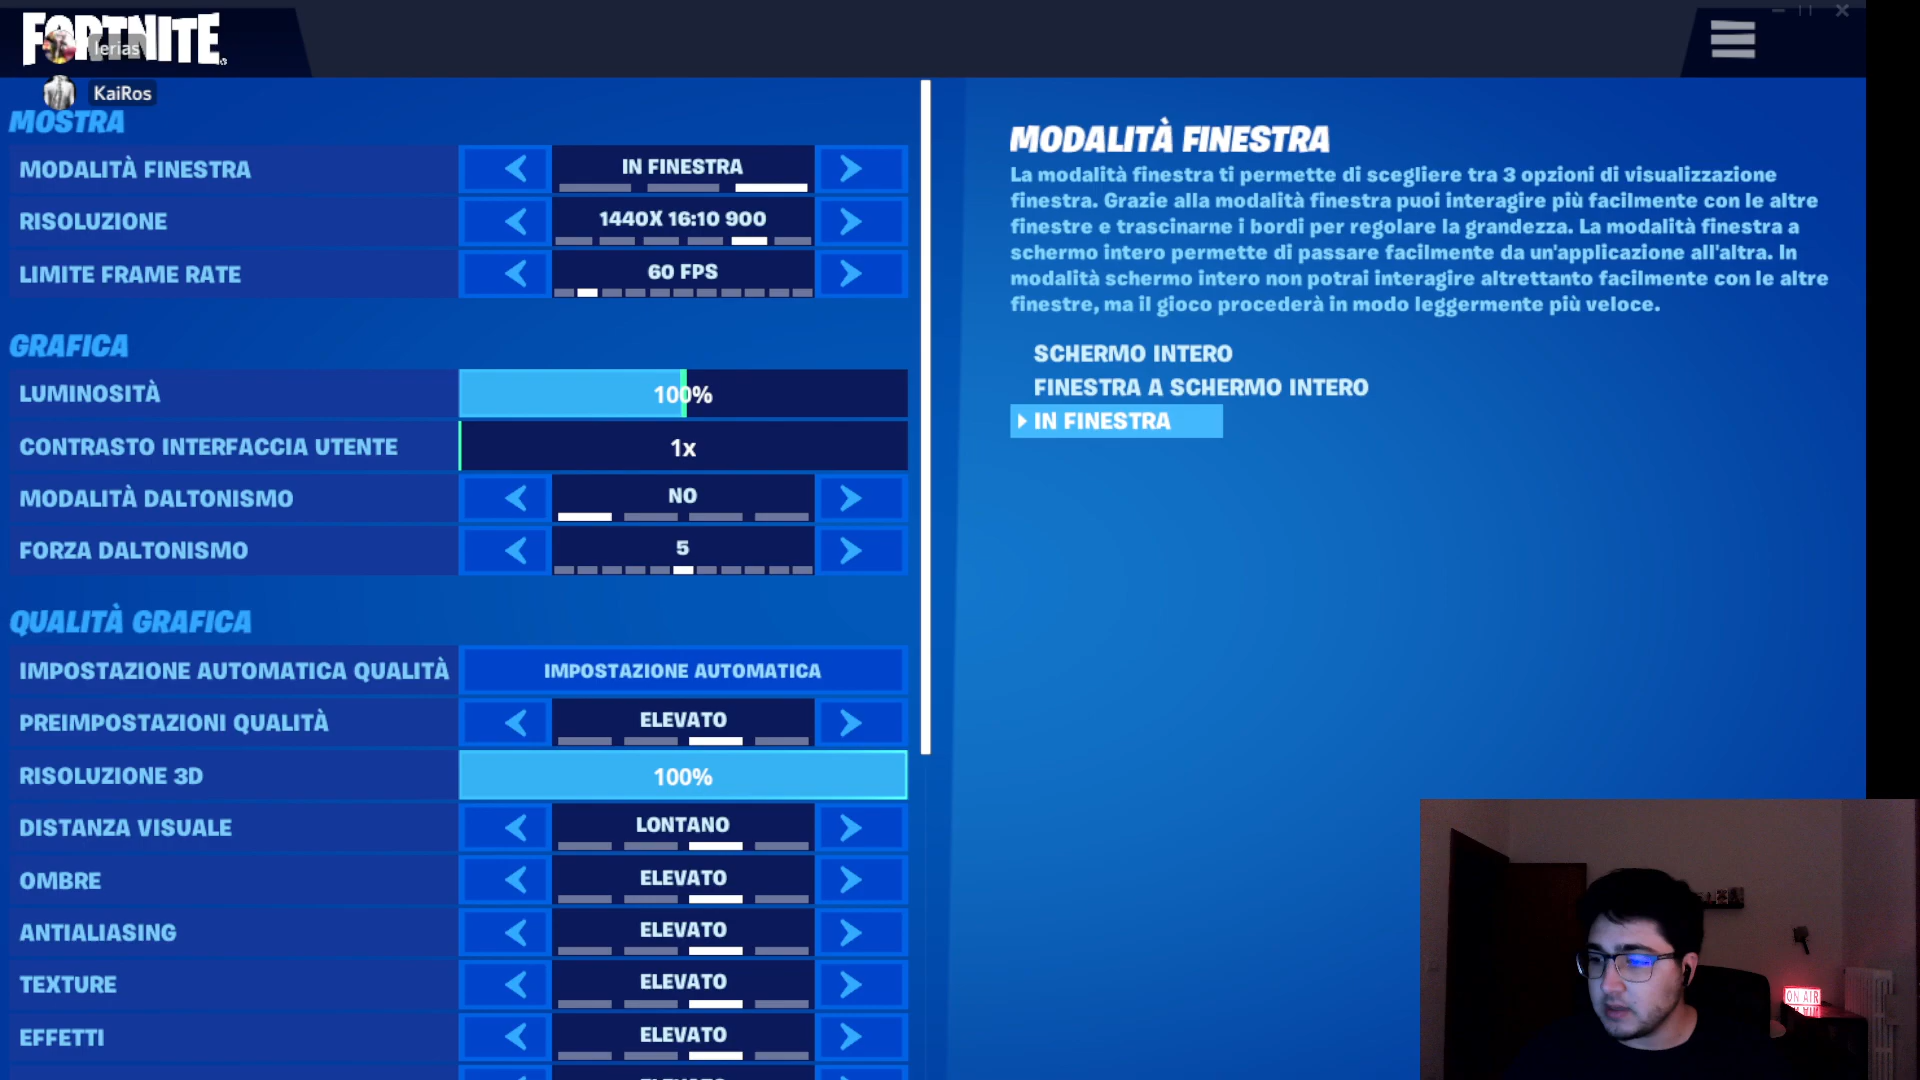 FORTNITE
lerias
KaiRos
MOSTRA
MODALITÀ FINESTRA
IN FINESTRA
RISOLUZIONE
1440X 16:10 900
LIMITE FRAME RATE
60 FPS
GRAFICA
LUMINOSITÀ
100%
CONTRASTO INTERFACCIA UTENTE
1x
MODALITÀ DALTONISMO
NO
FORZA DALTONISMO
5
QUALITÀ GRAFICA
IMPOSTAZIONE AUTOMATICA QUALITÀ
IMPOSTAZIONE AUTOMATICA
PREIMPOSTAZIONI QUALITÀ
ELEVATO
RISOLUZIONE 3D
100%
DISTANZA VISUALE
LONTANO
OMBRE
ELEVATO
ANTIALIASING
ELEVATO
TEXTURE
ELEVATO
EFFETTI
ELEVATO
MODALITÀ FINESTRA
La modalità finestra ti permette di scegliere tra 3 opzioni di visualizzazione
finestra. Grazie alla modalità finestra puoi interagire più facilmente con le altre
finestre e trascinarne i bordi per regolare la grandezza. La modalità finestra a
schermo intero permette di passare facilmente da un'applicazione all'altra. In
modalità schermo intero non potrai interagire altrettanto facilmente con le altre
finestre, ma il gioco procederà in modo leggermente più veloce.
SCHERMO INTERO
FINESTRA A SCHERMO INTERO
IN FINESTRA
ON AIR